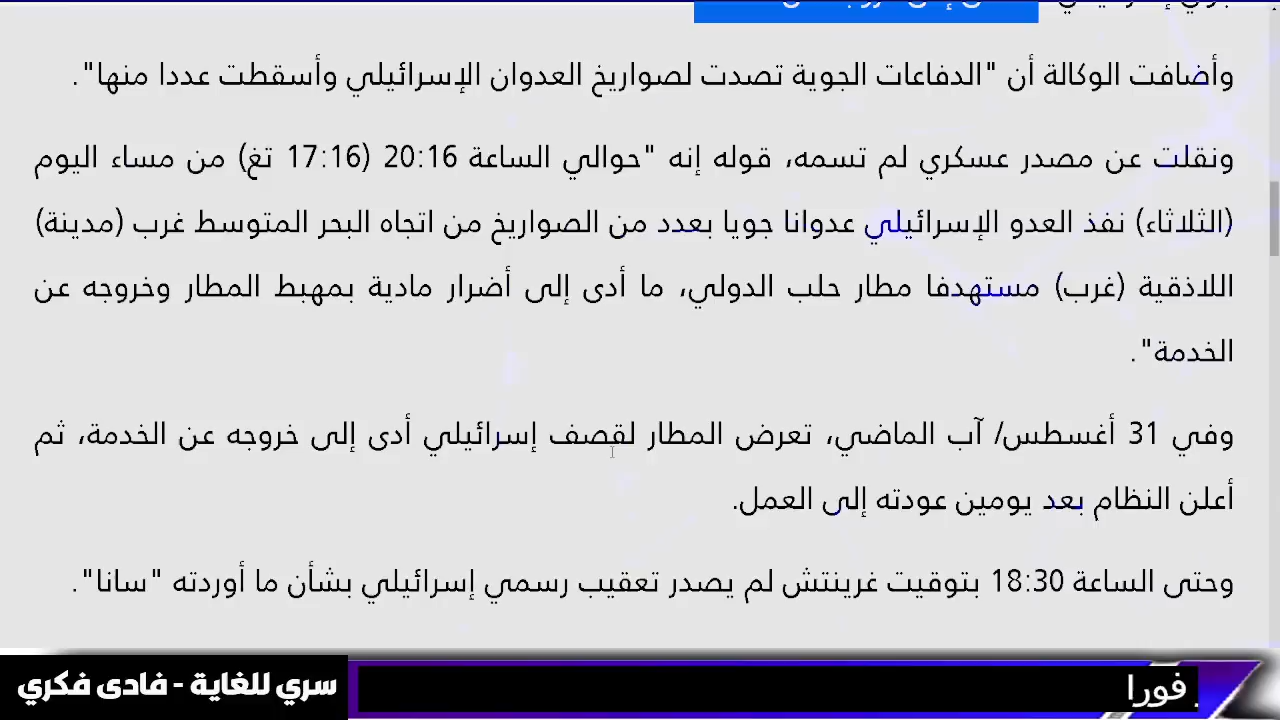 وأضافت الوكالة أن "الدفاعات الجوية تصدت لصواريخ العدوان الإسرائيلي وأسقطت عددا منها".
ونقلت عن مصدر عسكري لم تسمه، قوله إنه "حوالي الساعة 20:16 (17:16 تغ) من مساء اليوم
(الثلاثاء) نفذ العدو الإسرائيلي عدوانا جويا بعدد من الصواريخ من اتجاه البحر المتوسط غرب (مدينة)
اللاذقية (غرب) مستهدفا مطار حلب الدولي، ما أدى إلى أضرار مادية بمهبط المطار وخروجه عن
الخدمة".
وفي 31 أغسطس/ آب الماضي، تعرض المطار لقصف إسرائيلي أدى إلى خروجه عن الخدمة، ثم
أعلن النظام بعد يومين عودته إلى العمل.
وحتى الساعة 18:30 بتوقيت غرينتش لم يصدر تعقيب رسمي إسرائيلي بشأن ما أوردته "سانا".
فورا
سري للغاية - فادى فكري